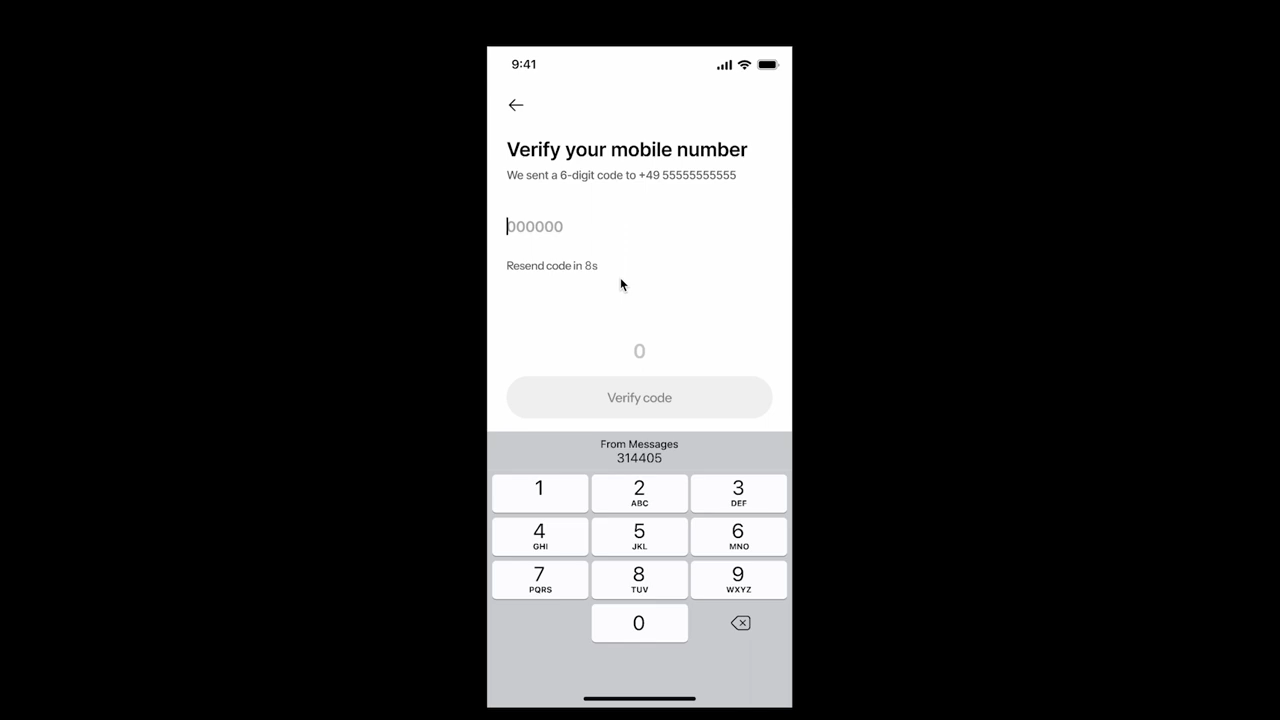 9:41
Verify your mobile number
We sent a 6-digit code to +49 55555555555
000000
Resend code in 8s
0
Verify code
From Messages
314405
1
2 ABC
3 DEF
4 GHI
5 JKL
6 MNO
7 PQRS
8 TUV
9 WXYZ
0